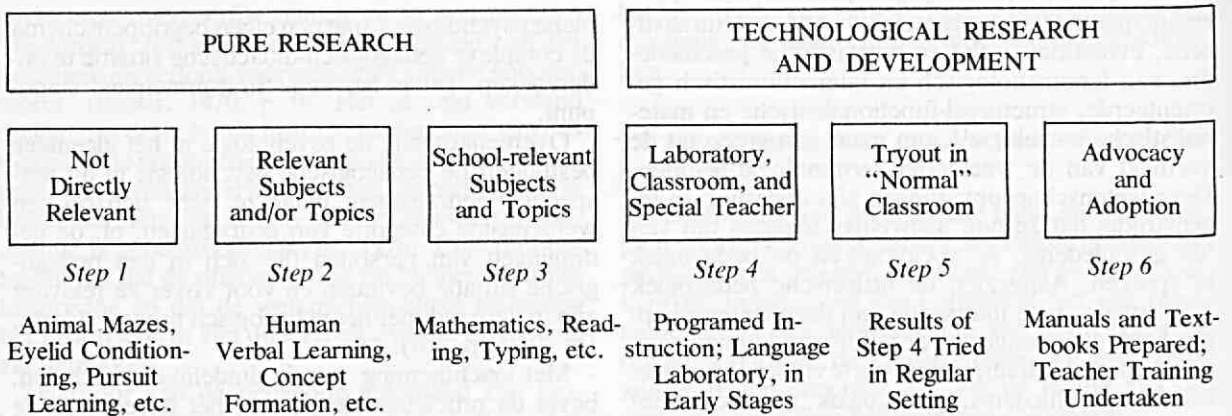 PURE RESEARCH
TECHNOLOGICAL RESEARCH
AND DEVELOPMENT
Not
Directly
Relevant
Relevant
Subjects
and/or Topics
School-relevant
Subjects
and Topics
Laboratory,
Classroom, and
Special Teacher
Tryout in
"Normal"
Classroom
Advocacy
and
Adoption
Step 1
Step 2
Step 3
Step 4
Step 5
Step 6
Animal Mazes,
Eyelid Condition-
ing, Pursuit
Learning, etc.
Human
Verbal Learning,
Concept
Formation, etc.
Mathematics, Read-
ing, Typing, etc.
Programed In-
struction; Language
Laboratory, in
Early Stages
Results of
Step 4 Tried
in Regular
Setting
Manuals and Text-
books Prepared;
Teacher Training
Undertaken